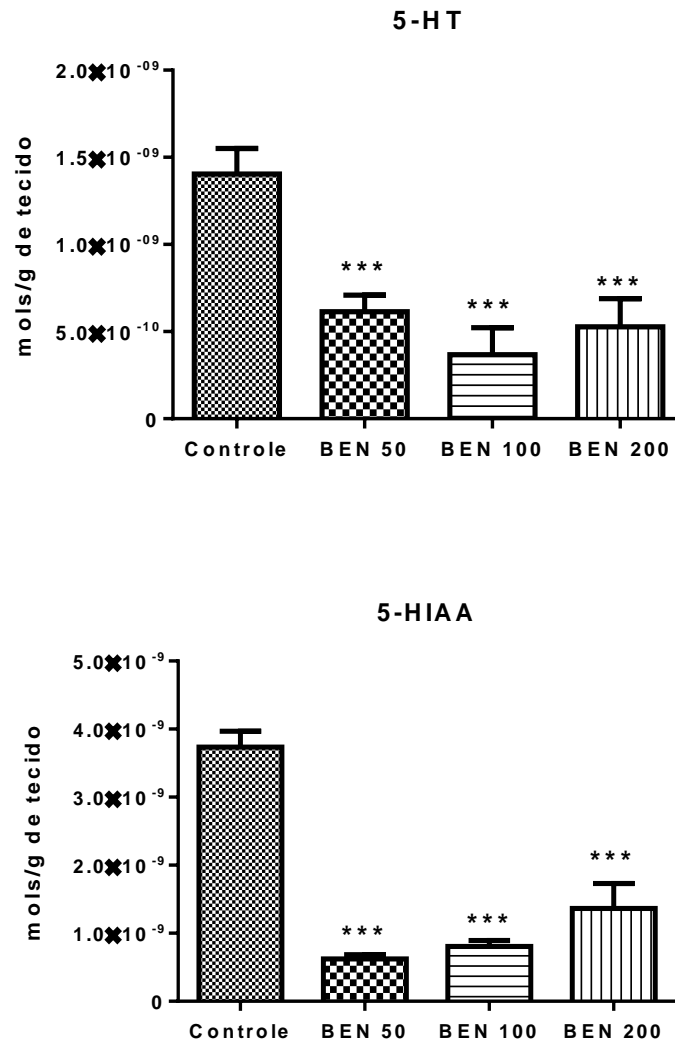 5-HT
2.0✖10 -09
1.5✖10 -09
1.0✖10 -09
5.0✖10 -10
0
mols/g de tecido
***
***
***
Controle BEN 50 BEN 100 BEN 200
5-HIAA
5.0✖10 -9
4.0✖10 -9
3.0✖10 -9
2.0✖10 -9
1.0✖10 -9
0
mols/g de tecido
***
***
***
Controle BEN 50 BEN 100 BEN 200